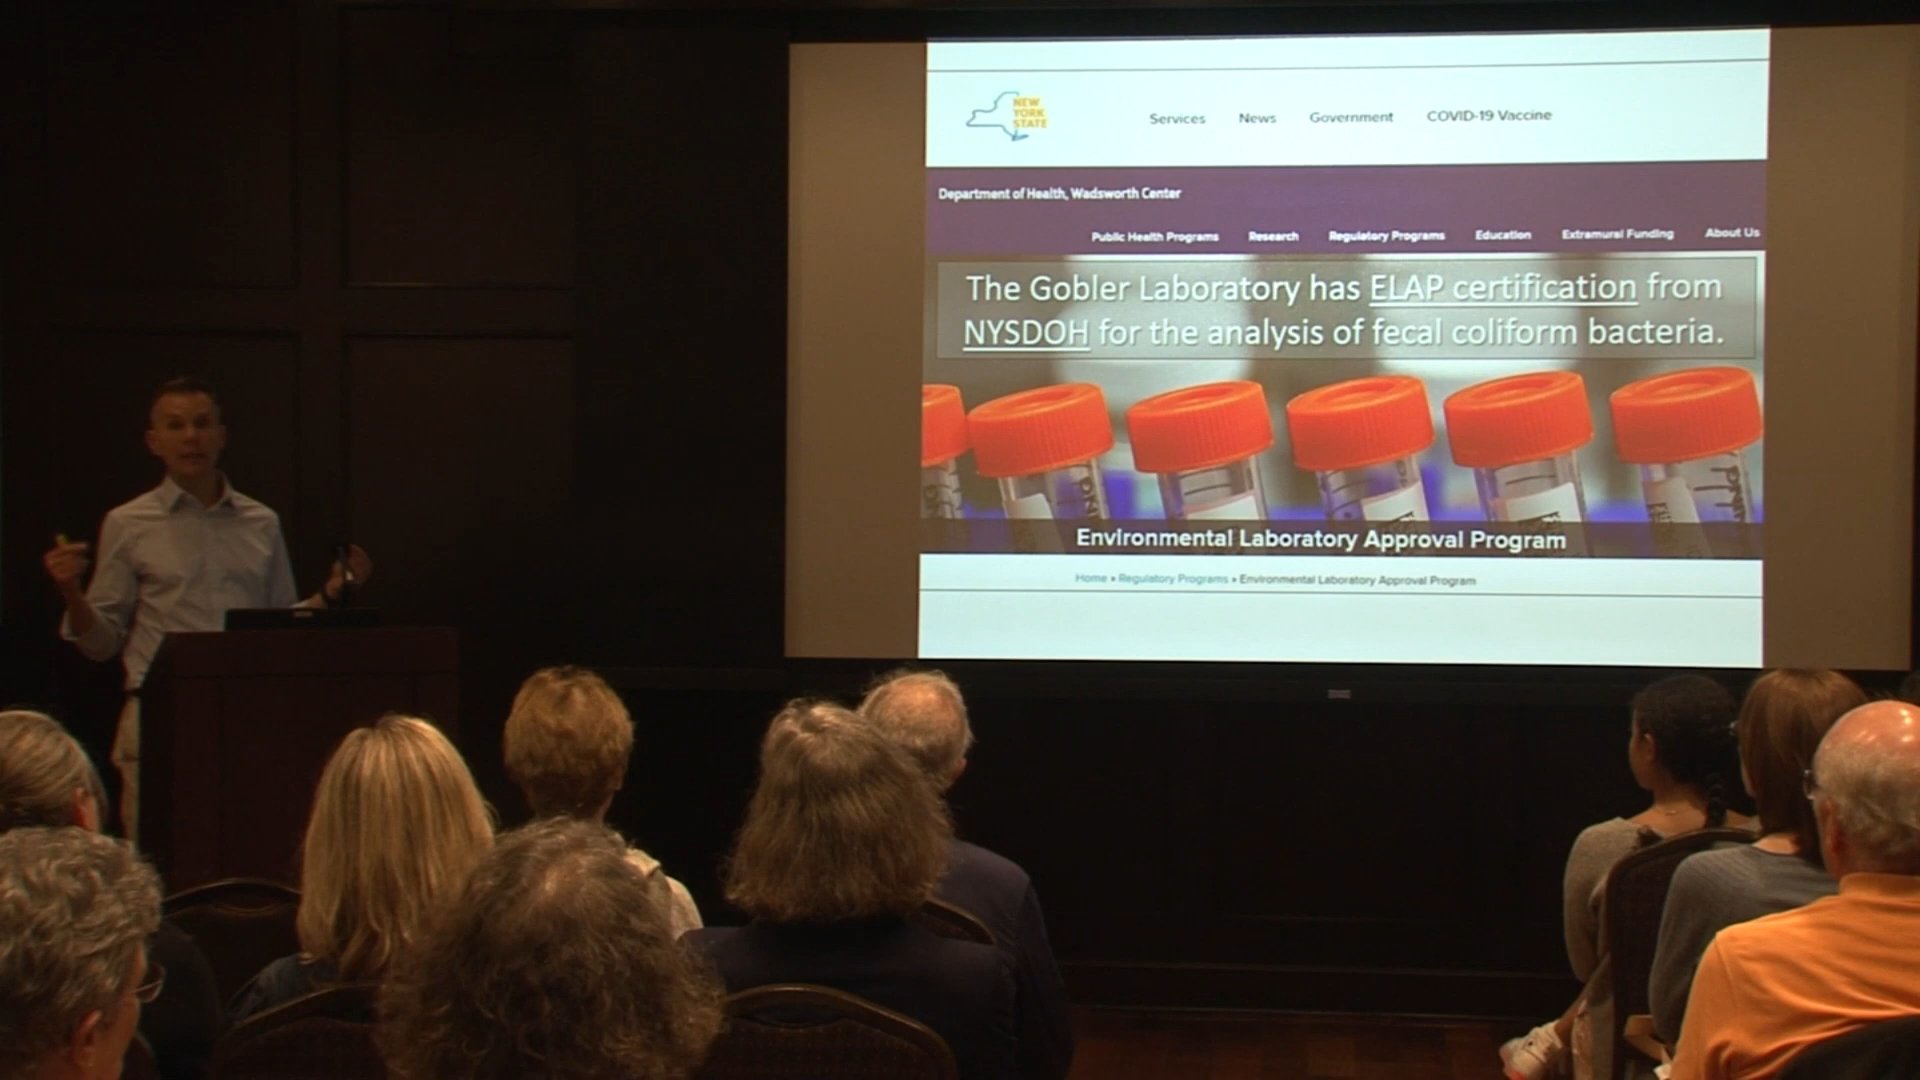 NEW
YORK
STATE
Services News Government COVID-19 Vaccine
Department of Health, Wadsworth Center
Public Health Programs Research Regulatory Programs Education Extramural Funding About Us
The Gobler Laboratory has ELAP certification from
NYSDOH for the analysis of fecal coliform bacteria.
Environmental Laboratory Approval Program
Home » Regulatory Programs » Environmental Laboratory Approval Program